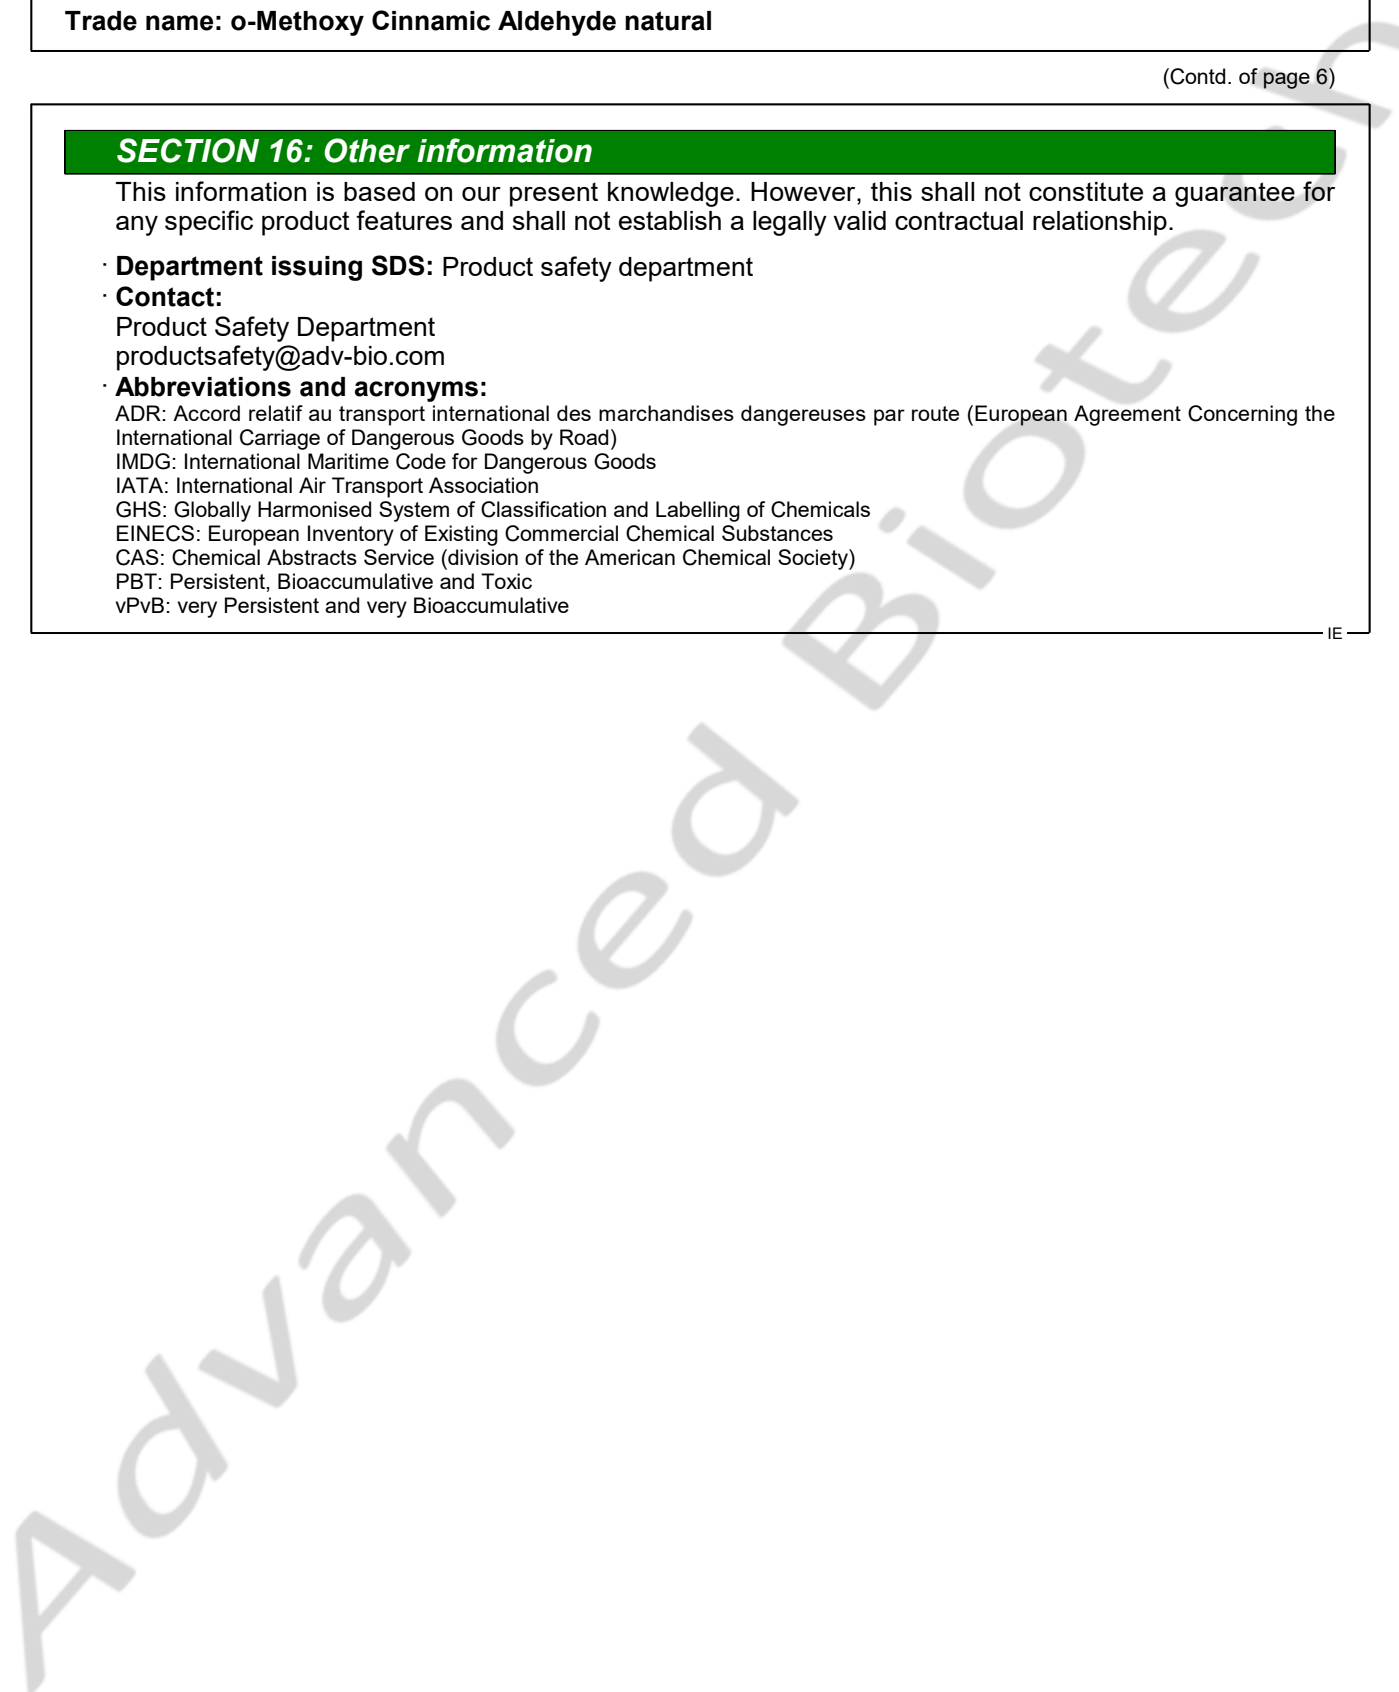 Trade name: o-Methoxy Cinnamic Aldehyde natural
(Contd. of page 6)
SECTION 16: Other information
This information is based on our present knowledge. However, this shall not constitute a guarantee for
any specific product features and shall not establish a legally valid contractual relationship.
· Department issuing SDS: Product safety department
· Contact:
Product Safety Department
productsafety@adv-bio.com
· Abbreviations and acronyms:
ADR: Accord relatif au transport international des marchandises dangereuses par route (European Agreement Concerning the
International Carriage of Dangerous Goods by Road)
IMDG: International Maritime Code for Dangerous Goods
IATA: International Air Transport Association
GHS: Globally Harmonised System of Classification and Labelling of Chemicals
EINECS: European Inventory of Existing Commercial Chemical Substances
CAS: Chemical Abstracts Service (division of the American Chemical Society)
PBT: Persistent, Bioaccumulative and Toxic
vPvB: very Persistent and very Bioaccumulative
IE
Advanced Biotech